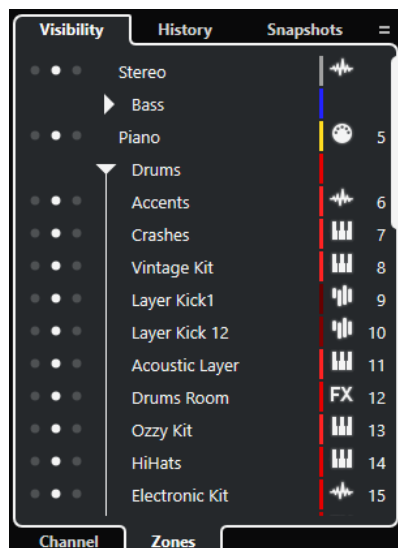 Visibility History Snapshots
Stereo
Bass
Piano 5
Drums
Accents 6
Crashes 7
Vintage Kit 8
Layer Kick1 9
Layer Kick 12 10
Acoustic Layer 11
Drums Room FX 12
Ozzy Kit 13
HiHats 14
Electronic Kit 15
Channel Zones